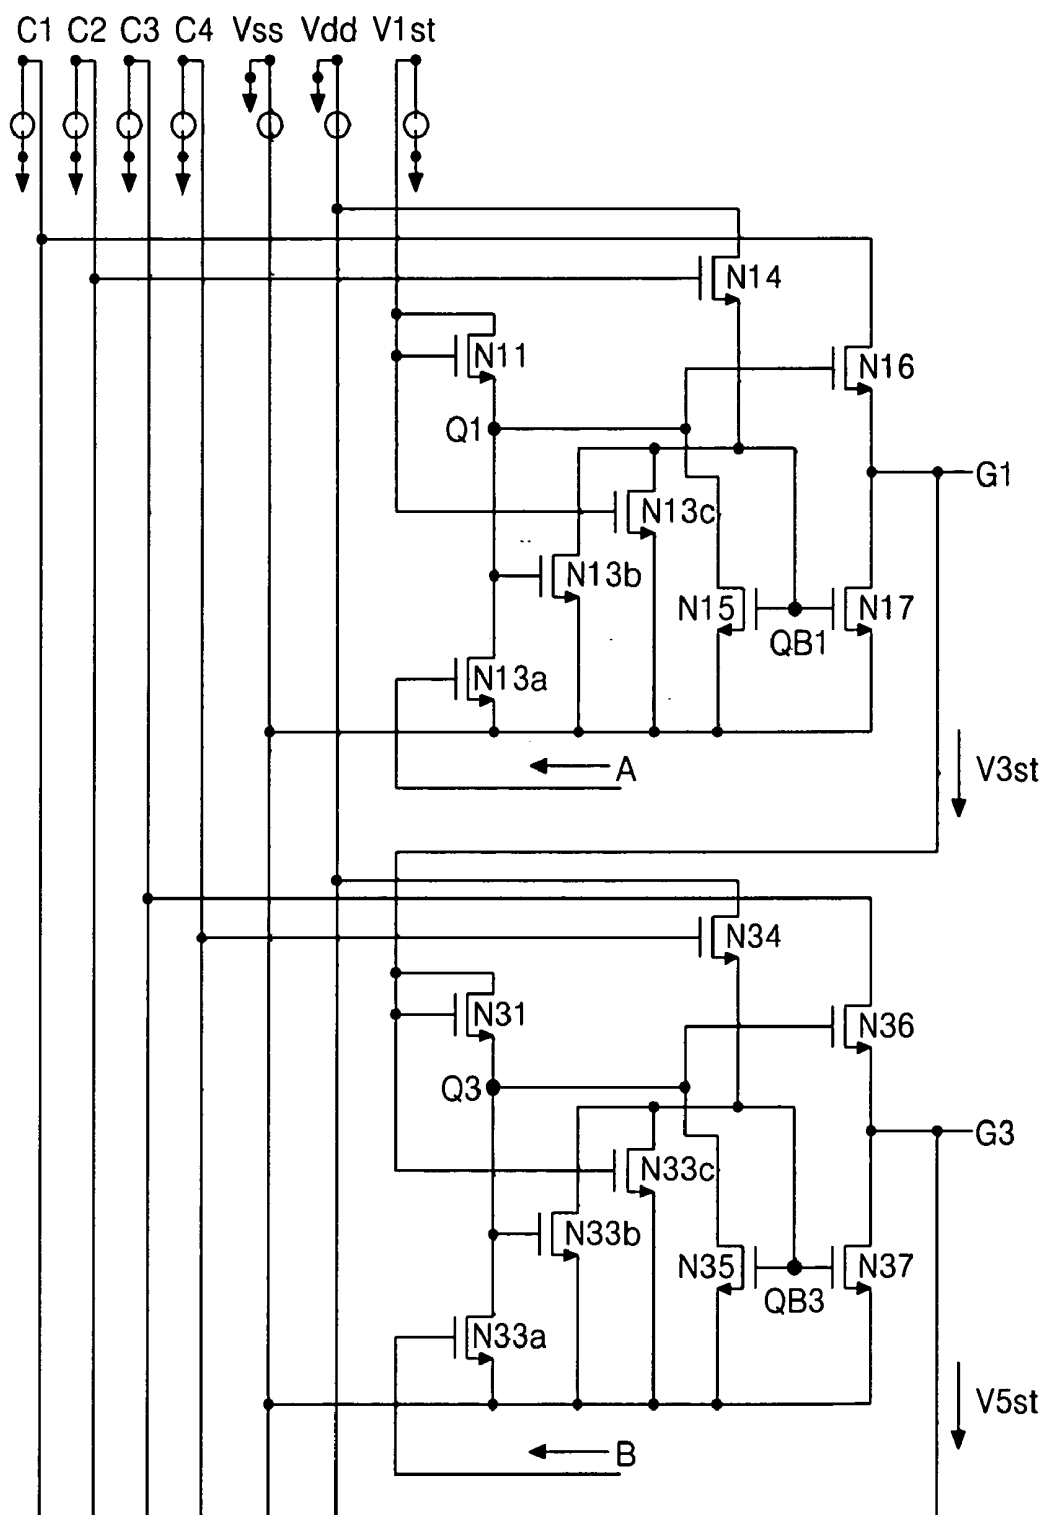 C1 C2 C3 C4 Vss Vdd V1st
N14
N11
N16
Q1
G1
N13c
N13b
N15
N17
QB1
N13a
A
V3st
N34
N31
N36
Q3
G3
N33c
N33b
N35
N37
QB3
N33a
V5st
B